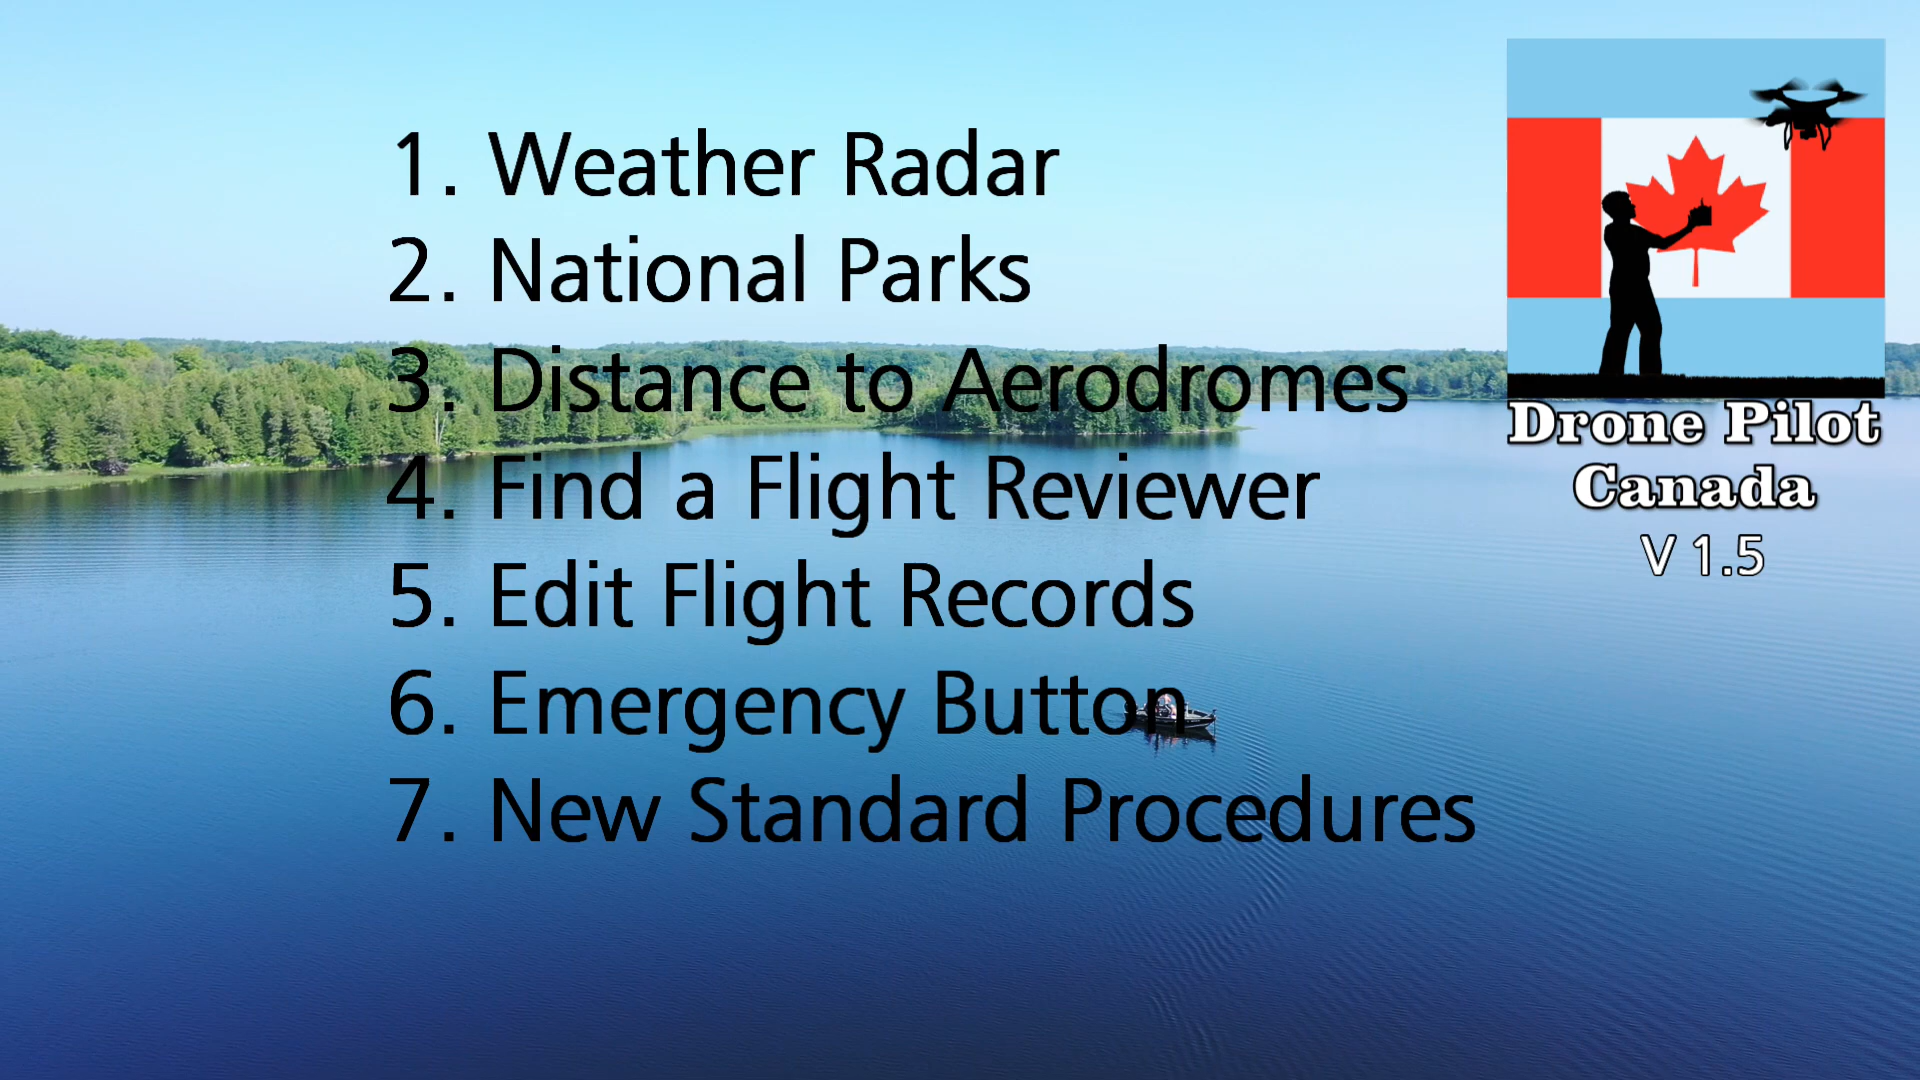 1. Weather Radar
2. National Parks
3. Distance to Aerodromes
4. Find a Flight Reviewer
5. Edit Flight Records
6. Emergency Button
7. New Standard Procedures
Drone Pilot
Canada
V 1.5